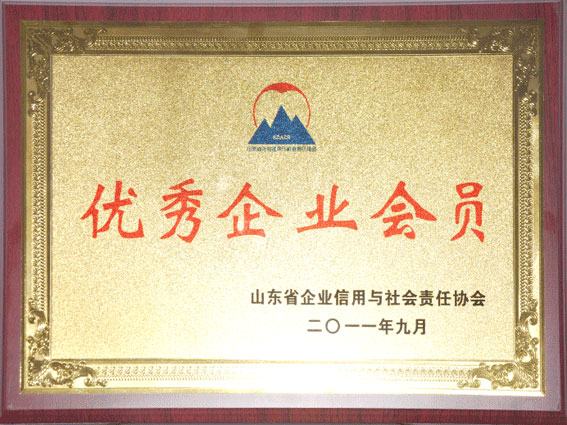 优秀企业会员
山东省企业信用与社会责任协会
二〇一一年九月